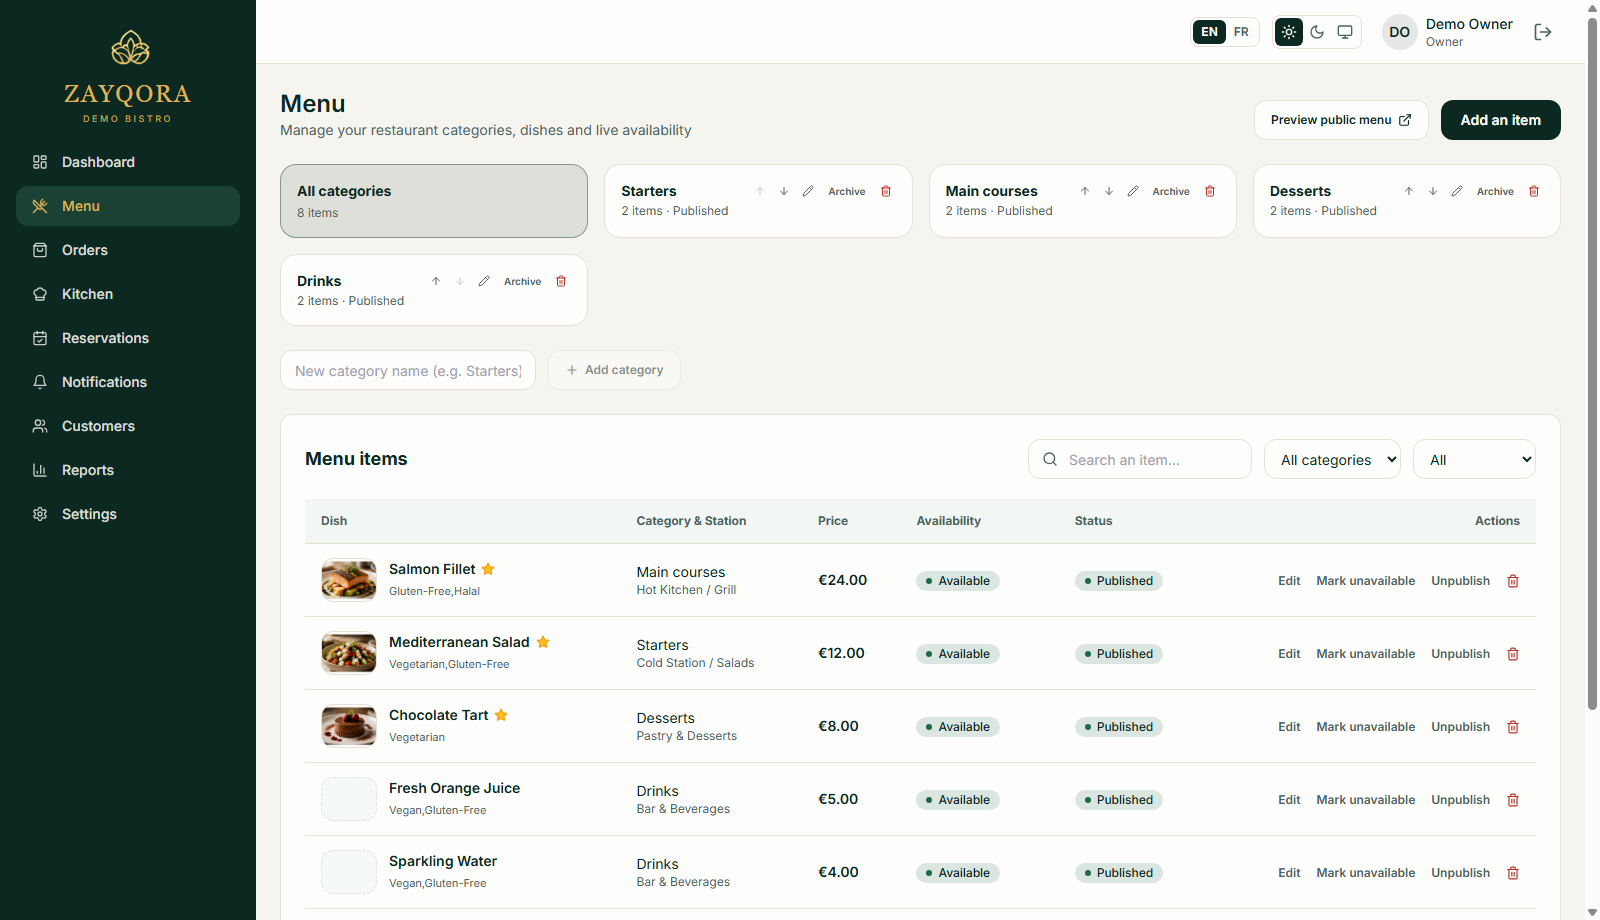 ZAYQORA
DEMO BISTRO
Dashboard
Menu
Orders
Kitchen
Reservations
Notifications
Customers
Reports
Settings
EN FR
DO
Demo Owner
Owner
Menu
Manage your restaurant categories, dishes and live availability
Preview public menu
Add an item
All categories
8 items
Starters Archive
2 items · Published
Main courses Archive
2 items · Published
Desserts Archive
2 items · Published
Drinks Archive
2 items · Published
New category name (e.g. Starters)
+ Add category
Menu items
Search an item...
All categories
All
Dish Category & Station Price Availability Status Actions
Salmon Fillet
Gluten-Free,Halal
Main courses
Hot Kitchen / Grill
€24.00 Available Published Edit Mark unavailable Unpublish
Mediterranean Salad
Vegetarian,Gluten-Free
Starters
Cold Station / Salads
€12.00 Available Published Edit Mark unavailable Unpublish
Chocolate Tart
Vegetarian
Desserts
Pastry & Desserts
€8.00 Available Published Edit Mark unavailable Unpublish
Fresh Orange Juice
Vegan,Gluten-Free
Drinks
Bar & Beverages
€5.00 Available Published Edit Mark unavailable Unpublish
Sparkling Water
Vegan,Gluten-Free
Drinks
Bar & Beverages
€4.00 Available Published Edit Mark unavailable Unpublish